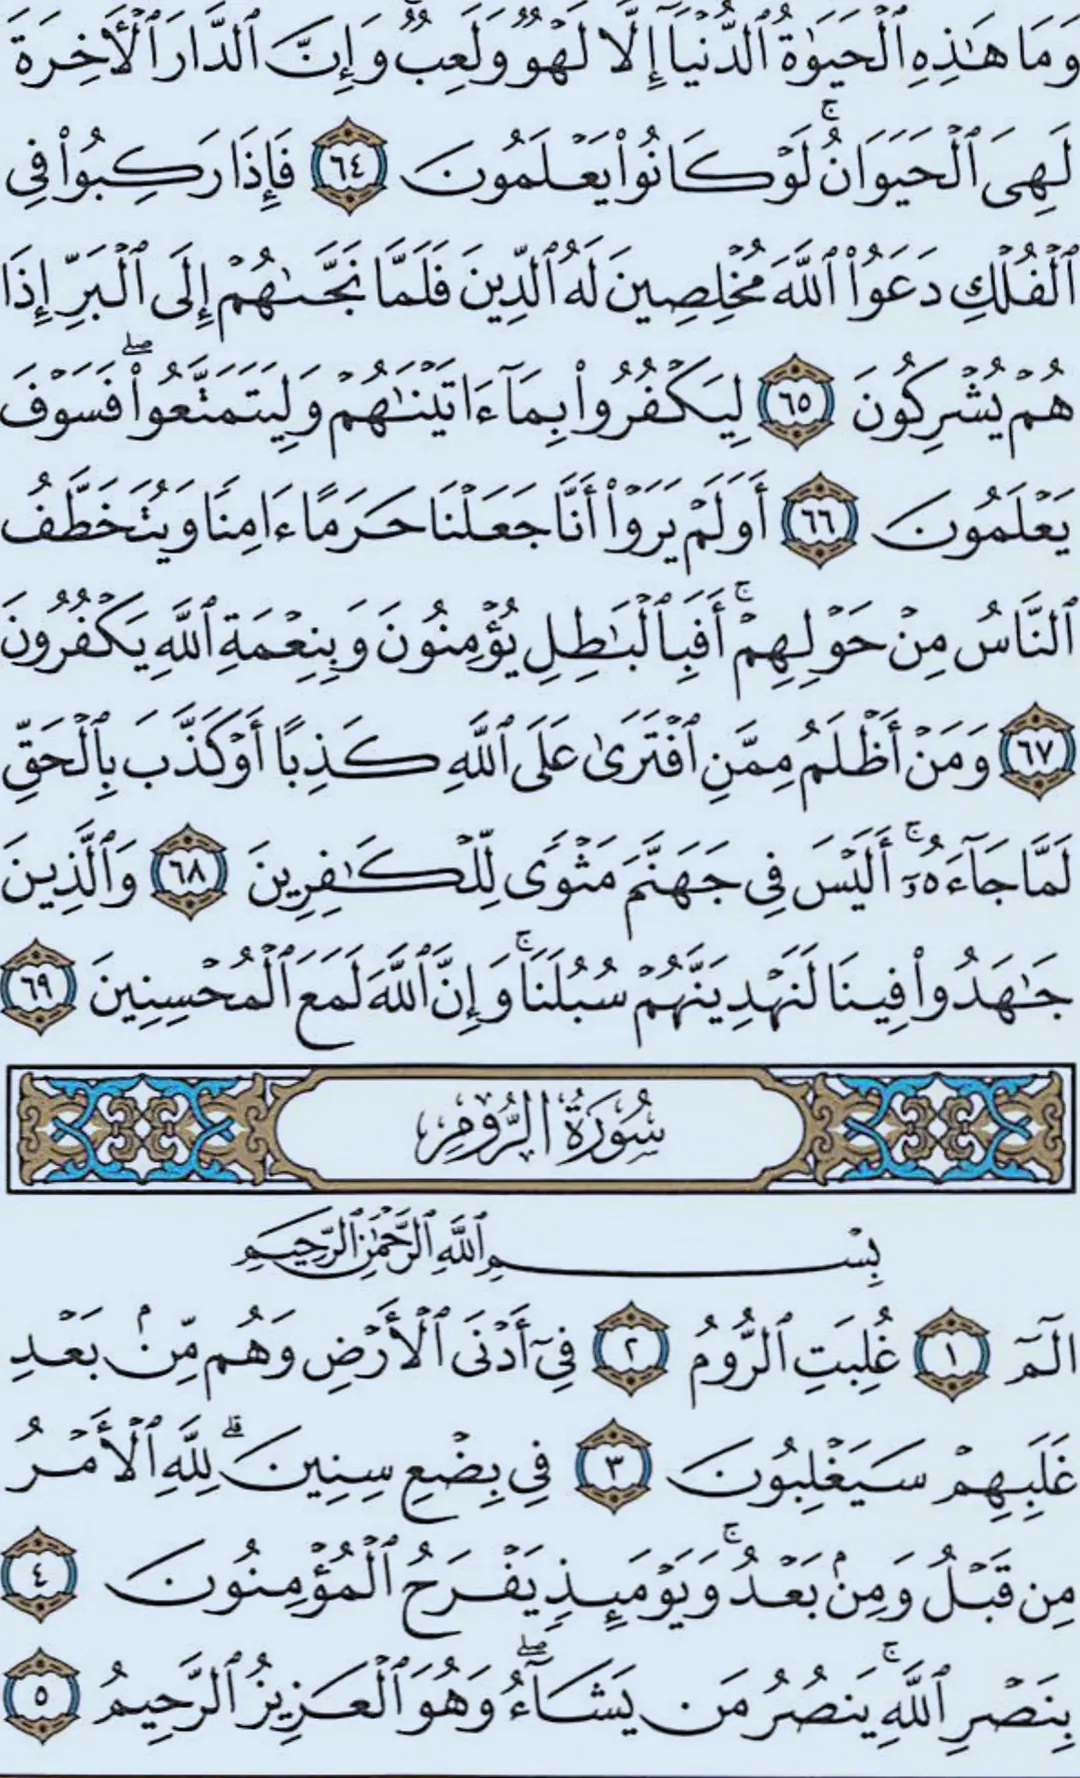 وَمَا هَٰذِهِ ٱلْحَيَوٰةُ ٱلدُّنْيَآ إِلَّا لَهْوٌ وَلَعِبٌ ۚ وَإِنَّ ٱلدَّارَ ٱلْأَخِرَةَ
لَهِىَ ٱلْحَيَوَانُ ۚ لَوْ كَانُوا۟ يَعْلَمُونَ ٦٤ فَإِذَا رَكِبُوا۟ فِى
ٱلْفُلْكِ دَعَوُا۟ ٱللَّهَ مُخْلِصِينَ لَهُ ٱلدِّينَ فَلَمَّا نَجَّىٰهُمْ إِلَى ٱلْبَرِّ إِذَا
هُمْ يُشْرِكُونَ ٦٥ لِيَكْفُرُوا۟ بِمَآ ءَاتَيْنَٰهُمْ وَلِيَتَمَتَّعُوا۟ ۖ فَسَوْفَ
يَعْلَمُونَ ٦٦ أَوَلَمْ يَرَوْا۟ أَنَّا جَعَلْنَا حَرَمًا ءَامِنًا وَيُتَخَطَّفُ
ٱلنَّاسُ مِنْ حَوْلِهِمْ ۚ أَفَبِٱلْبَٰطِلِ يُؤْمِنُونَ وَبِنِعْمَةِ ٱللَّهِ يَكْفُرُونَ
٦٧ وَمَنْ أَظْلَمُ مِمَّنِ ٱفْتَرَىٰ عَلَى ٱللَّهِ كَذِبًا أَوْ كَذَّبَ بِٱلْحَقِّ
لَمَّا جَآءَهُۥٓ ۚ أَلَيْسَ فِى جَهَنَّمَ مَثْوًى لِّلْكَٰفِرِينَ ٦٨ وَٱلَّذِينَ
جَٰهَدُوا۟ فِينَا لَنَهْدِيَنَّهُمْ سُبُلَنَا ۚ وَإِنَّ ٱللَّهَ لَمَعَ ٱلْمُحْسِنِينَ ٦٩
سُورَةُ الرُّومِ
بِسْمِ ٱللَّهِ ٱلرَّحْمَٰنِ ٱلرَّحِيمِ
الٓمٓ ١ غُلِبَتِ ٱلرُّومُ ٢ فِىٓ أَدْنَى ٱلْأَرْضِ وَهُم مِّنۢ بَعْدِ
غَلَبِهِمْ سَيَغْلِبُونَ ٣ فِى بِضْعِ سِنِينَ ۗ لِلَّهِ ٱلْأَمْرُ
مِن قَبْلُ وَمِنۢ بَعْدُ ۚ وَيَوْمَئِذٍ يَفْرَحُ ٱلْمُؤْمِنُونَ ٤
بِنَصْرِ ٱللَّهِ ۚ يَنصُرُ مَن يَشَآءُ ۖ وَهُوَ ٱلْعَزِيزُ ٱلرَّحِيمُ ٥